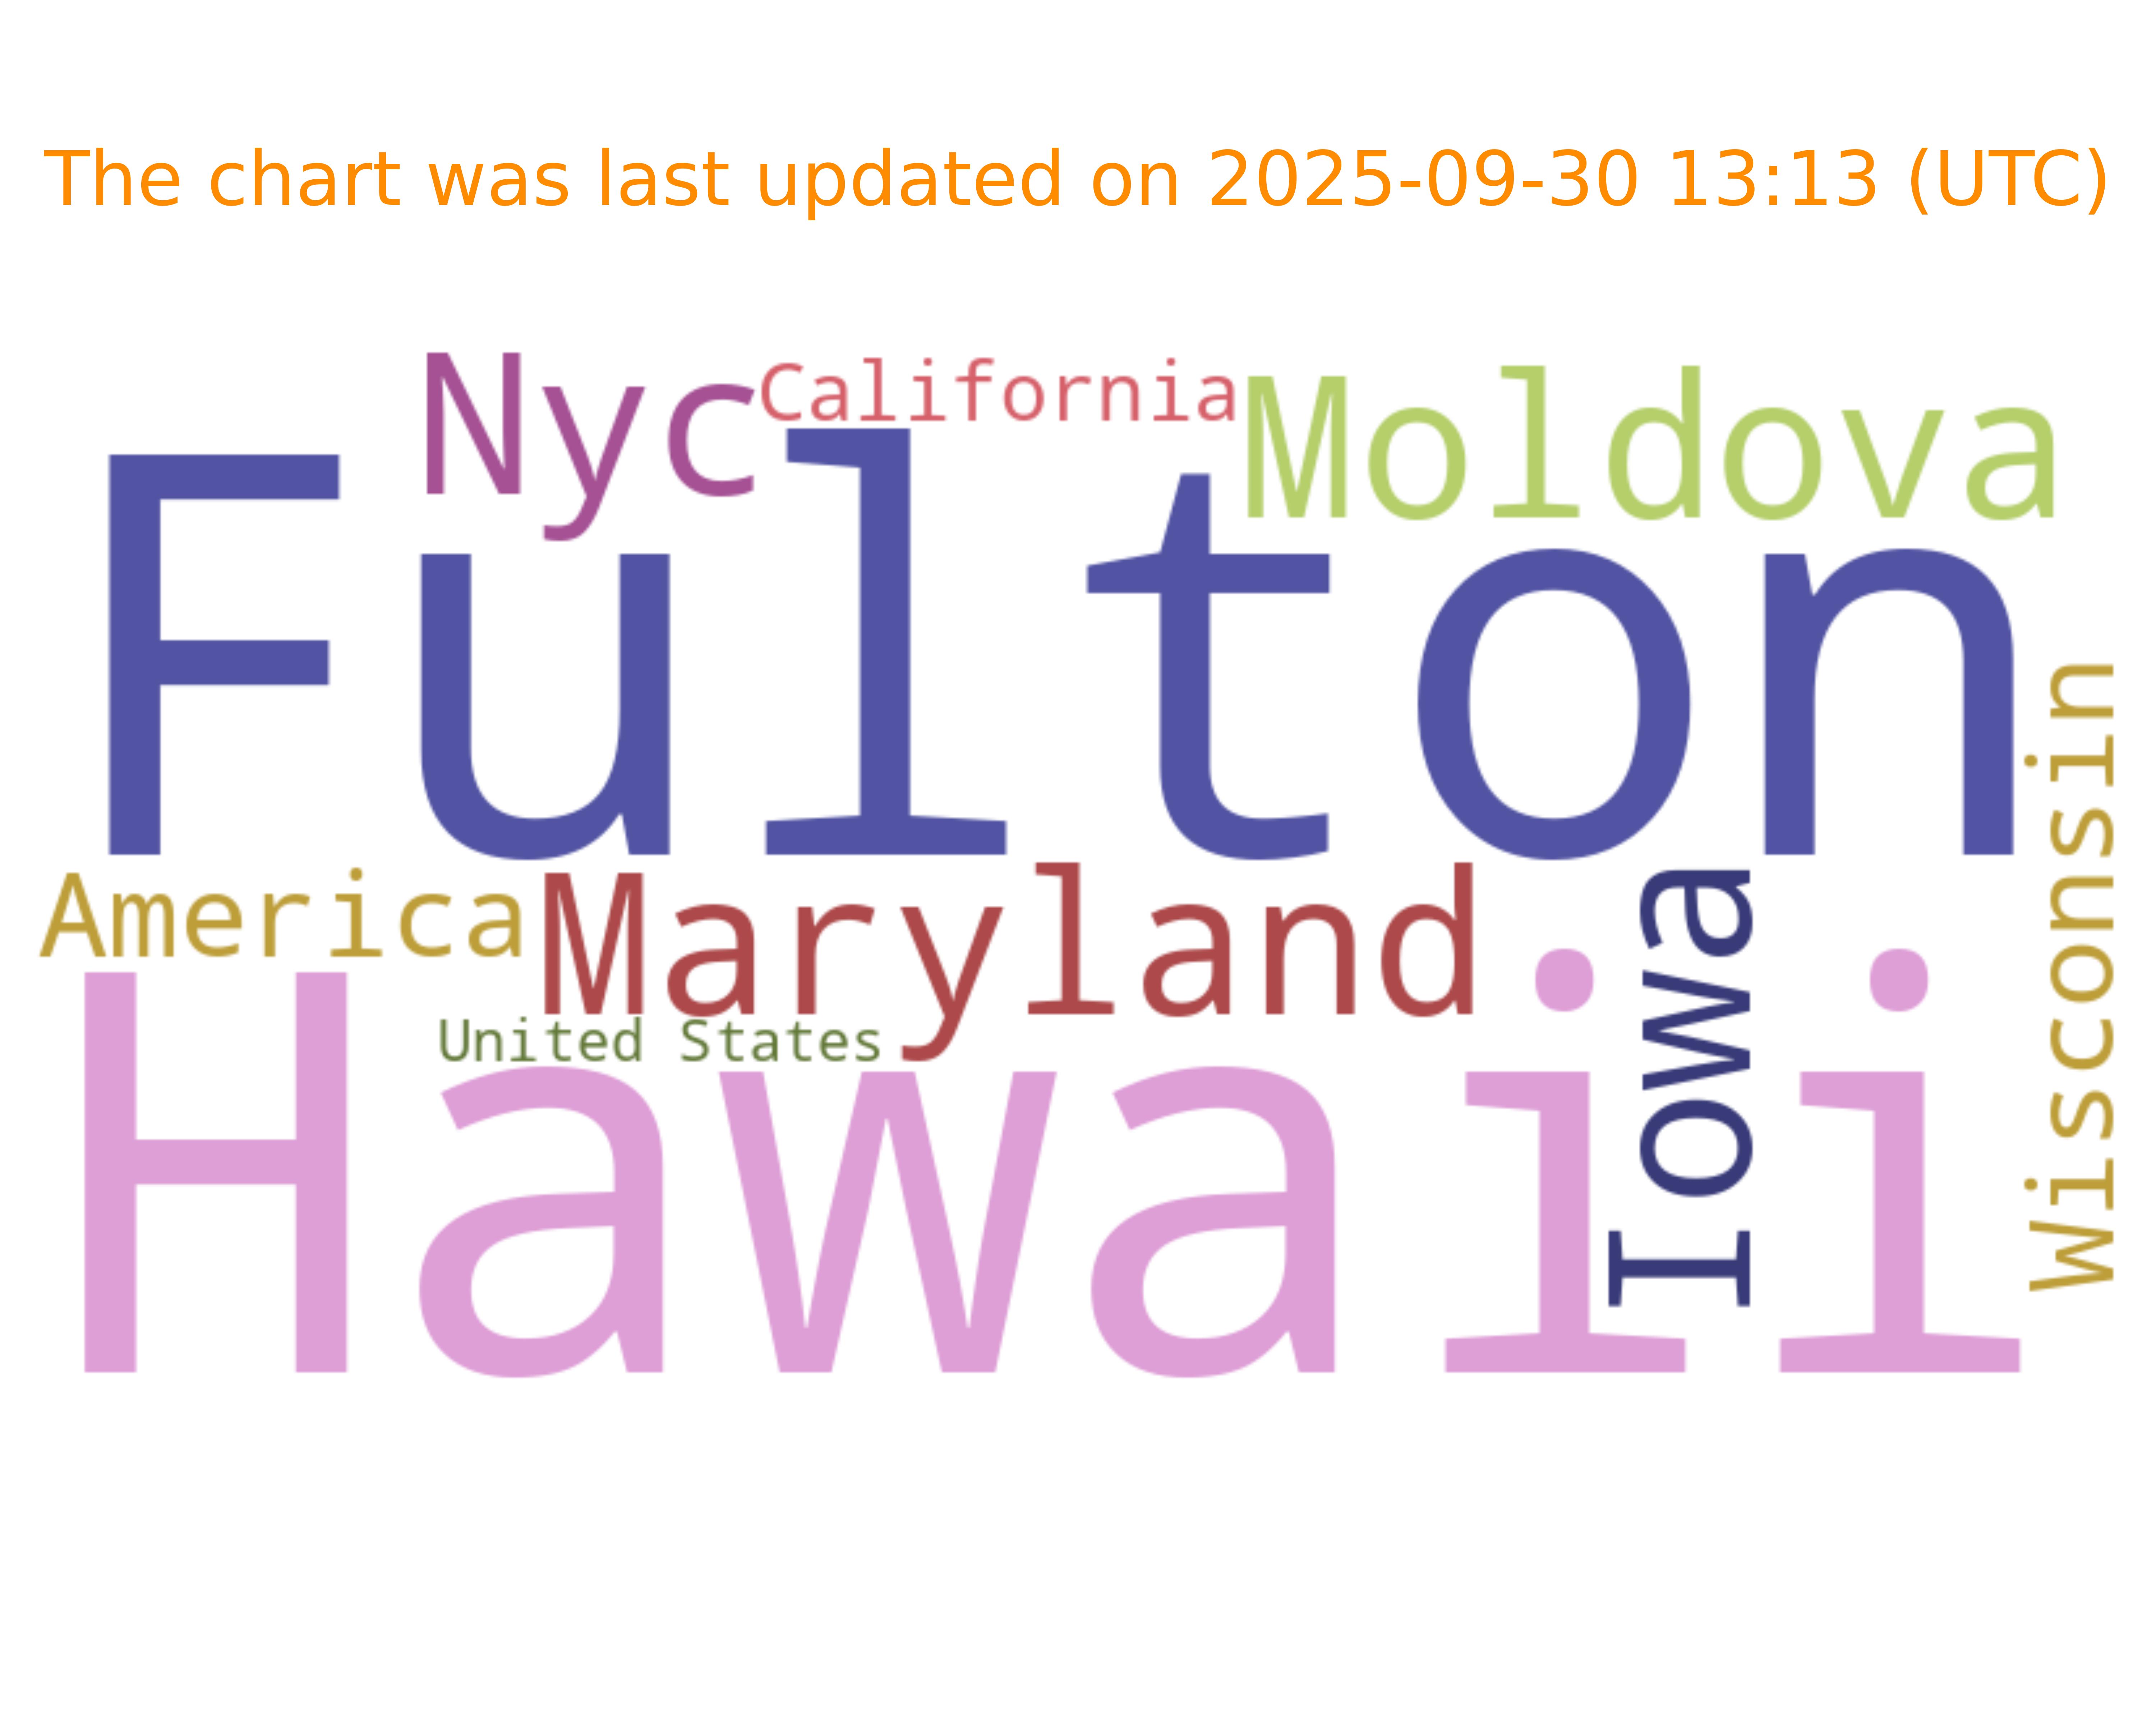 The chart was last updated on 2025-09-30 13:13 (UTC)
Nyc
California
Moldova
Fulton
Wisconsin
America
Maryland
Iowa
United States
Hawaii